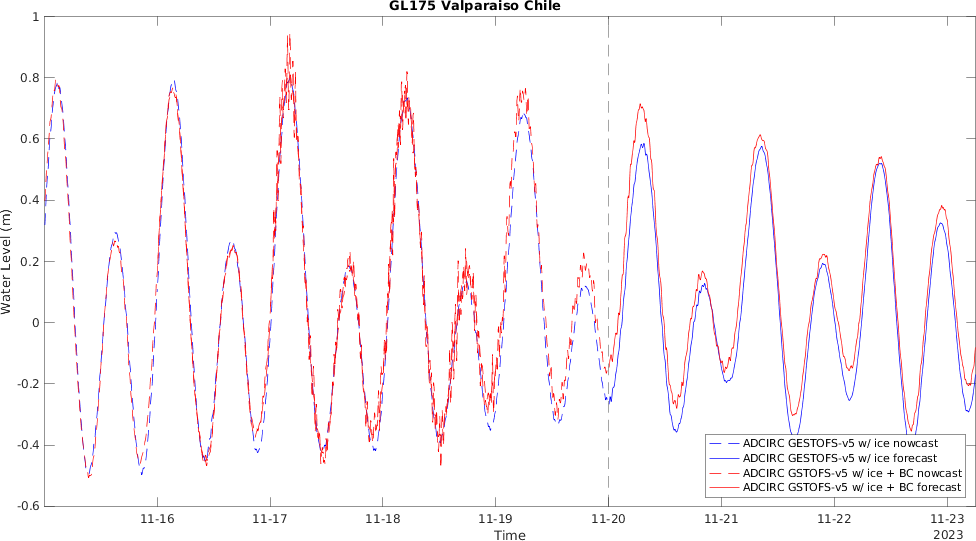 GL175 Valparaiso Chile
1
0.8
0.6
0.4
0.2
0
-0.2
-0.4
-0.6
Water Level (m)
11-16 11-17 11-18 11-19 11-20 11-21 11-22 11-23
Time
2023
ADCIRC GESTOFS-v5 w/ ice nowcast
ADCIRC GESTOFS-v5 w/ ice forecast
ADCIRC GSTOFS-v5 w/ ice + BC nowcast
ADCIRC GSTOFS-v5 w/ ice + BC forecast